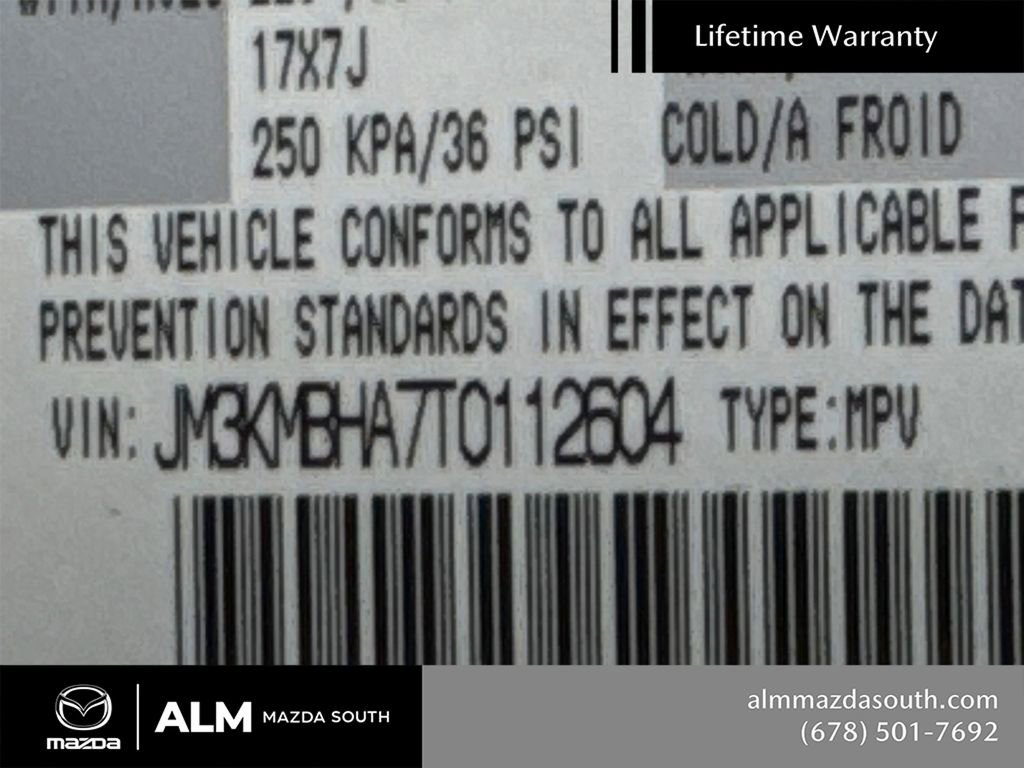 Lifetime Warranty
17X7J
250 KPA/36 PSI COLD/A FROID
THIS VEHICLE CONFORMS TO ALL APPLICABLE
PREVENTION STANDARDS IN EFFECT ON THE
VIN: JM3KMBHA7T0112604 TYPE:MPV
mazda
ALM MAZDA SOUTH
almmazdasouth.com
(678) 501-7692